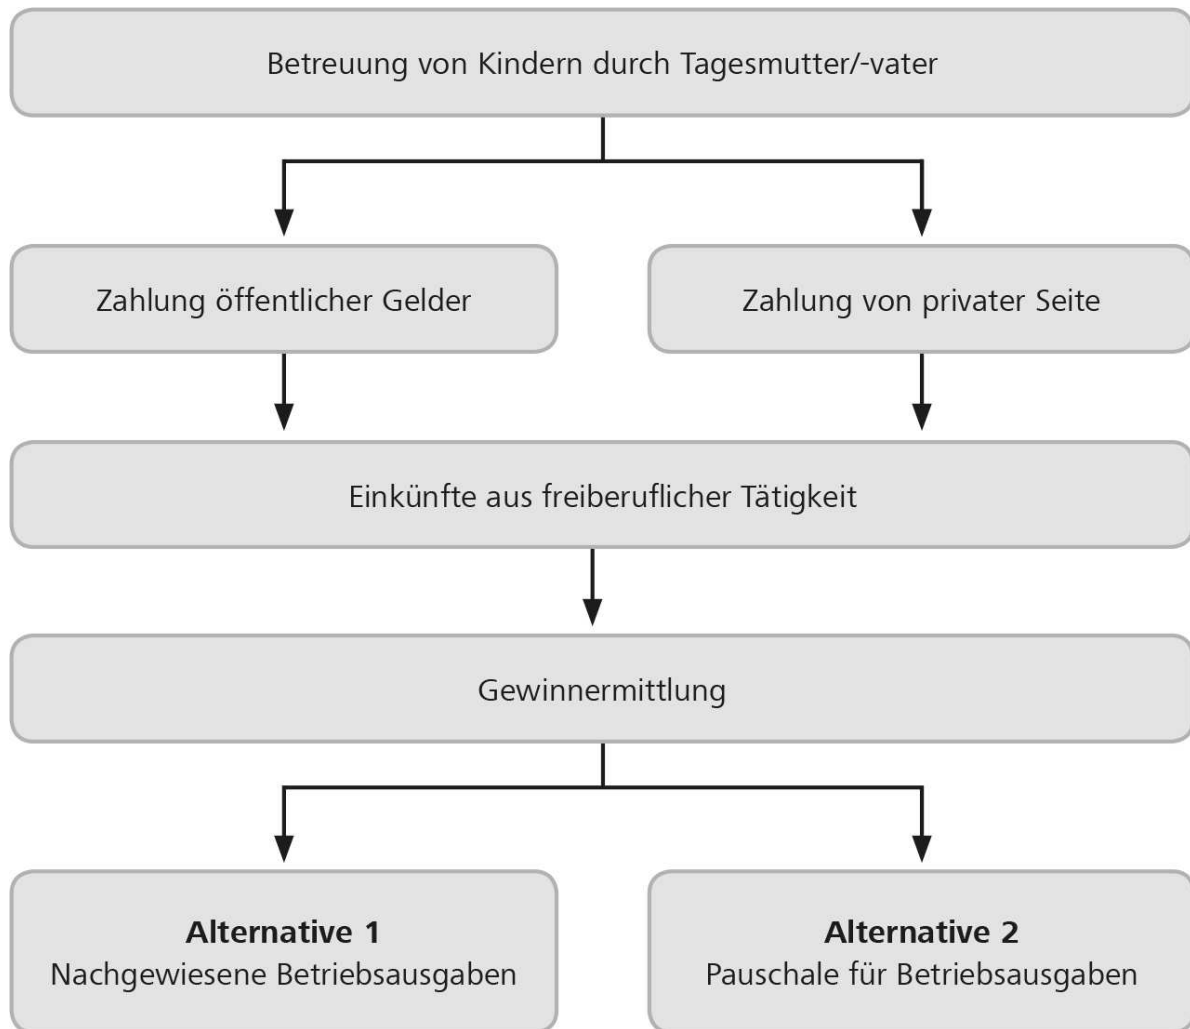 Betreuung von Kindern durch Tagesmutter/-vater
Zahlung öffentlicher Gelder
Zahlung von privater Seite
Einkünfte aus freiberuflicher Tätigkeit
Gewinnermittlung
Alternative 1
Nachgewiesene Betriebsausgaben
Alternative 2
Pauschale für Betriebsausgaben